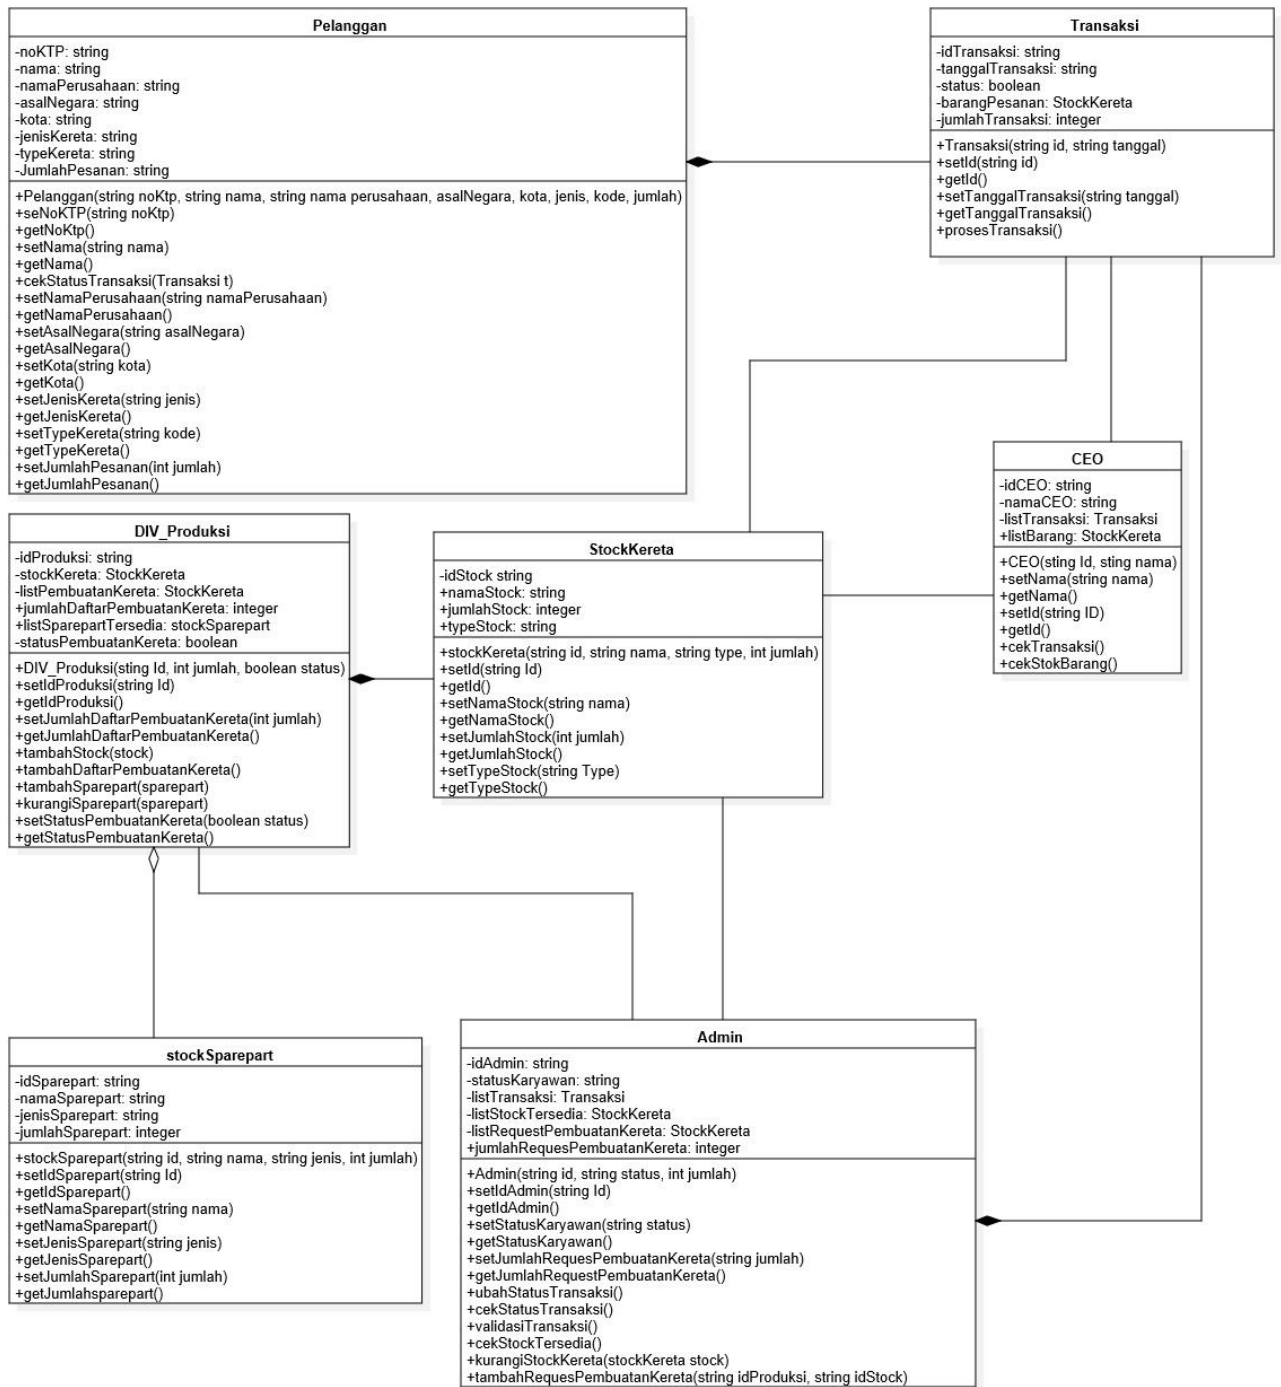 Pelanggan
-noKTP: string
-nama: string
-namaPerusahaan: string
-asalNegara: string
-kota: string
-jenisKereta: string
-typeKereta: string
-JumlahPesanan: string
+Pelanggan(string noKtp, string nama, string nama perusahaan, asalNegara, kota, jenis, kode, jumlah)
+seNoKTP(string noKtp)
+getNoKtp()
+setNama(string nama)
+getNama()
+cekStatusTransaksi(Transaksi t)
+setNamaPerusahaan(string namaPerusahaan)
+getNamaPerusahaan()
+setAsalNegara(string asalNegara)
+getAsalNegara()
+setKota(string kota)
+getKota()
+setJenisKereta(string jenis)
+getJenisKereta()
+setTypeKereta(string kode)
+getTypeKereta()
+setJumlahPesanan(int jumlah)
+getJumlahPesanan()
Transaksi
-idTransaksi: string
-tanggalTransaksi: string
-status: boolean
-barangPesanan: StockKereta
-jumlahTransaksi: integer
+Transaksi(string id, string tanggal)
+setId(string id)
+getId()
+setTanggalTransaksi(string tanggal)
+getTanggalTransaksi()
+prosesTransaksi()
CEO
-idCEO: string
-namaCEO: string
-listTransaksi: Transaksi
+listBarang: StockKereta
+CEO(sting Id, sting nama)
+setNama(string nama)
+getNama()
+setId(string ID)
+getId()
+cekTransaksi()
+cekStokBarang()
DIV_Produksi
-idProduksi: string
-stockKereta: StockKereta
-listPembuatanKereta: StockKereta
+jumlahDaftarPembuatanKereta: integer
+listSparepartTersedia: stockSparepart
-statusPembuatanKereta: boolean
+DIV_Produksi(sting Id, int jumlah, boolean status)
+setIdProduksi(string Id)
+getIdProduksi()
+setJumlahDaftarPembuatanKereta(int jumlah)
+getJumlahDaftarPembuatanKereta()
+tambahStock(stock)
+tambahDaftarPembuatanKereta()
+tambahSparepart(sparepart)
+kurangiSparepart(sparepart)
+setStatusPembuatanKereta(boolean status)
+getStatusPembuatanKereta()
StockKereta
-idStock string
+namaStock: string
+jumlahStock: integer
+typeStock: string
+stockKereta(string id, string nama, string type, int jumlah)
+setId(string Id)
+getId()
+setNamaStock(string nama)
+getNamaStock()
+setJumlahStock(int jumlah)
+getJumlahStock()
+setTypeStock(string Type)
+getTypeStock()
stockSparepart
-idSparepart: string
-namaSparepart: string
-jenisSparepart: string
-jumlahSparepart: integer
+stockSparepart(string id, string nama, string jenis, int jumlah)
+setIdSparepart(string Id)
+getIdSparepart()
+setNamaSparepart(string nama)
+getNamaSparepart()
+setJenisSparepart(string jenis)
+getJenisSparepart()
+setJumlahSparepart(int jumlah)
+getJumlahsparepart()
Admin
-idAdmin: string
-statusKaryawan: string
-listTransaksi: Transaksi
-listStockTersedia: StockKereta
-listRequestPembuatanKereta: StockKereta
+jumlahRequesPembuatanKereta: integer
+Admin(string id, string status, int jumlah)
+setIdAdmin(string Id)
+getIdAdmin()
+setStatusKaryawan(string status)
+getStatusKaryawan()
+setJumlahRequesPembuatanKereta(string jumlah)
+getJumlahRequestPembuatanKereta()
+ubahStatusTransaksi()
+cekStatusTransaksi()
+validasiTransaksi()
+cekStockTersedia()
+kurangiStockKereta(stockKereta stock)
+tambahRequesPembuatanKereta(string idProduksi, string idStock)